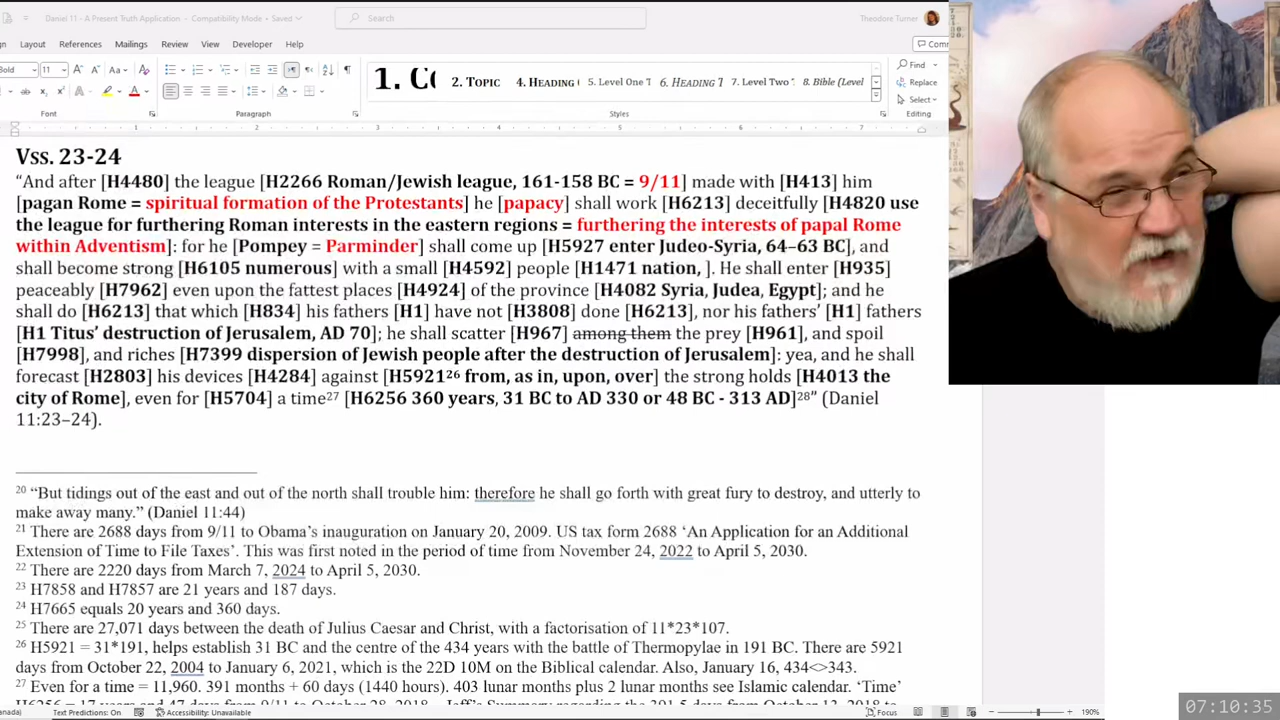 Daniel 11 - A Present Truth Application - Compatibility Mode • Saved
Search
Theodore Turner
Layout References Mailings Review View Developer Help
Bold 11 Aa
1. 2. TOPIC 4. HEADING 5. Level One 6. HEADING 7. Level Two 8. Bible (Level
Find
Replace
Select
Font Paragraph Styles Editing
1 2 3 4 5 6 7
Vss. 23-24
“And after [H4480] the league [H2266 Roman/Jewish league, 161-158 BC = 9/11] made with [H413] him
[pagan Rome = spiritual formation of the Protestants] he [papacy] shall work [H6213] deceitfully [H4820 use
the league for furthering Roman interests in the eastern regions = furthering the interests of papal Rome
within Adventism]: for he [Pompey = Parminder] shall come up [H5927 enter Judeo-Syria, 64–63 BC], and
shall become strong [H6105 numerous] with a small [H4592] people [H1471 nation, ]. He shall enter [H935]
peaceably [H7962] even upon the fattest places [H4924] of the province [H4082 Syria, Judea, Egypt]; and he
shall do [H6213] that which [H834] his fathers [H1] have not [H3808] done [H6213], nor his fathers’ [H1] fathers
[H1 Titus’ destruction of Jerusalem, AD 70]; he shall scatter [H967] among them the prey [H961], and spoil
[H7998], and riches [H7399 dispersion of Jewish people after the destruction of Jerusalem]: yea, and he shall
forecast [H2803] his devices [H4284] against [H5921²⁶ from, as in, upon, over] the strong holds [H4013 the
city of Rome], even for [H5704] a time²⁷ [H6256 360 years, 31 BC to AD 330 or 48 BC - 313 AD]²⁸” (Daniel
11:23–24).
²⁰ “But tidings out of the east and out of the north shall trouble him: therefore he shall go forth with great fury to destroy, and utterly to
make away many.” (Daniel 11:44)
²¹ There are 2688 days from 9/11 to Obama’s inauguration on January 20, 2009. US tax form 2688 ‘An Application for an Additional
Extension of Time to File Taxes’. This was first noted in the period of time from November 24, 2022 to April 5, 2030.
²² There are 2220 days from March 7, 2024 to April 5, 2030.
²³ H7858 and H7857 are 21 years and 187 days.
²⁴ H7665 equals 20 years and 360 days.
²⁵ There are 27,071 days between the death of Julius Caesar and Christ, with a factorisation of 11*23*107.
²⁶ H5921 = 31*191, helps establish 31 BC and the centre of the 434 years with the battle of Thermopylae in 191 BC. There are 5921
days from October 22, 2004 to January 6, 2021, which is the 22D 10M on the Biblical calendar. Also, January 16, 434<>343.
²⁷ Even for a time = 11,960. 391 months + 60 days (1440 hours). 403 lunar months plus 2 lunar months see Islamic calendar. ‘Time’
Text Predictions: On Accessibility: Unavailable Focus 190%
07:10:35